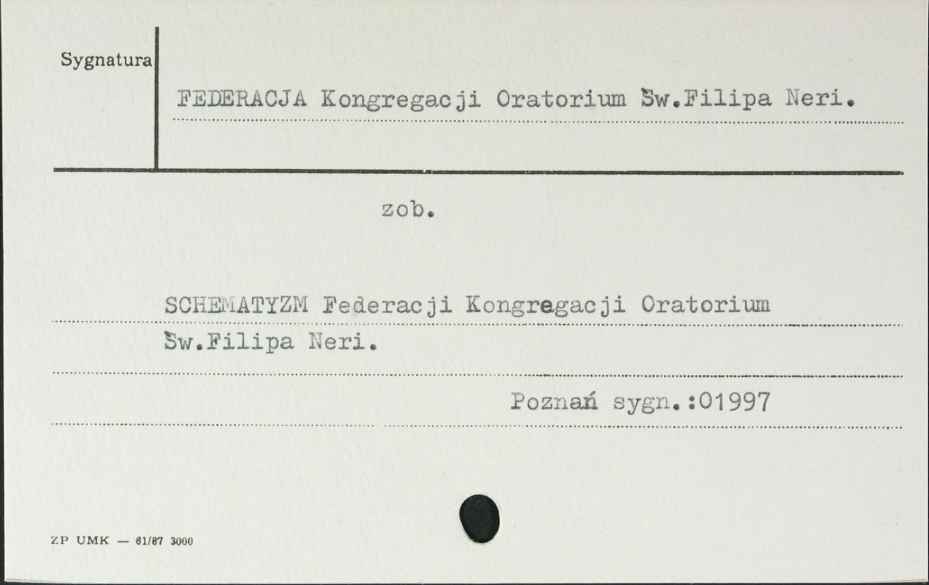 Sygnatura
FEDERACJA Kongregacji Oratorium Św.Filipa Neri.
zob.
SCHEMATYZM Federacji Kongregacji Oratorium
Św.Filipa Neri.
Poznań sygn.:01997
ZP UMK — 61/87 3000